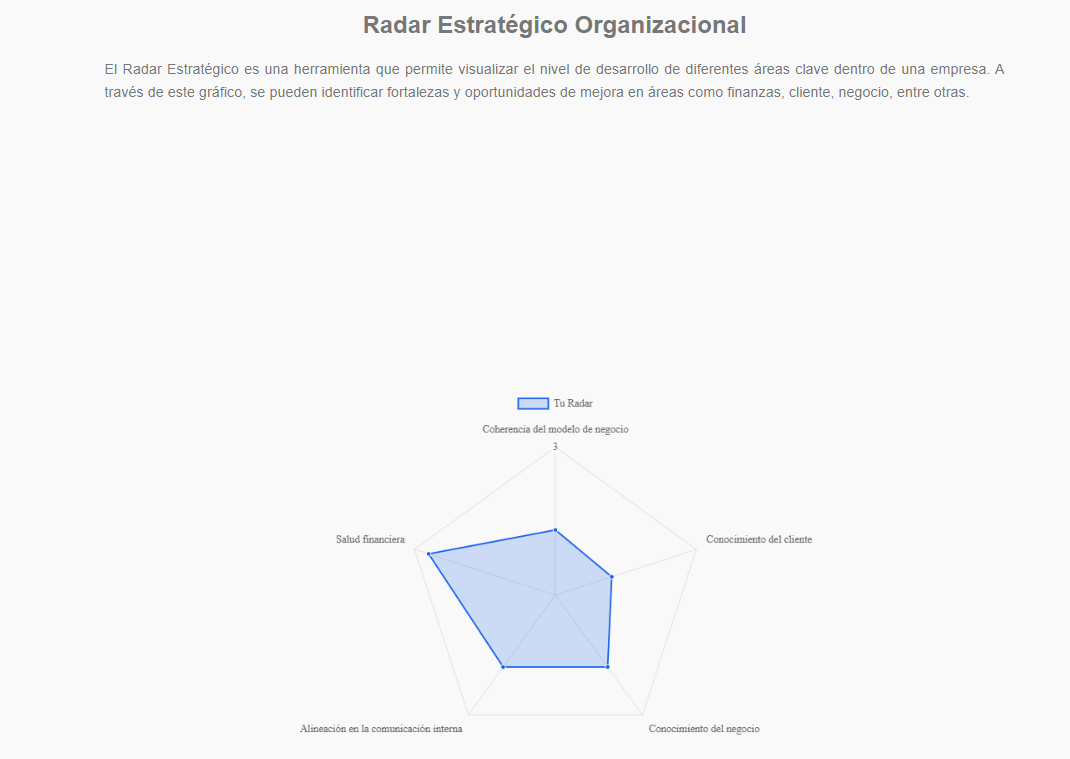 Radar Estratégico Organizacional
El Radar Estratégico es una herramienta que permite visualizar el nivel de desarrollo de diferentes áreas clave dentro de una empresa. A
través de este gráfico, se pueden identificar fortalezas y oportunidades de mejora en áreas como finanzas, cliente, negocio, entre otras.
Tu Radar
Coherencia del modelo de negocio
3
Salud financiera
Conocimiento del cliente
Alineación en la comunicación interna
Conocimiento del negocio